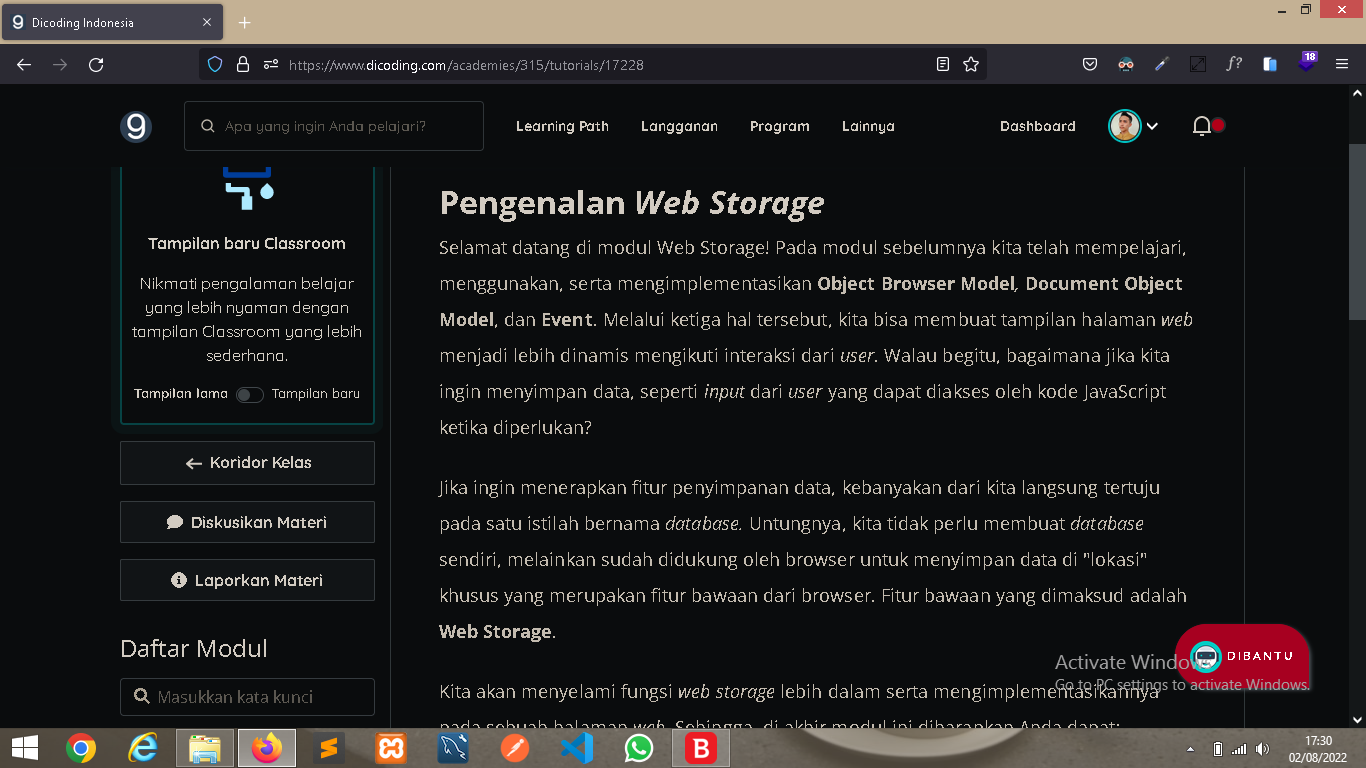 Dicoding Indonesia
https://www.dicoding.com/academies/315/tutorials/17228
18
Apa yang ingin Anda pelajari?
Learning Path
Langganan
Program
Lainnya
Dashboard
Tampilan baru Classroom
Nikmati pengalaman belajar
yang lebih nyaman dengan
tampilan Classroom yang lebih
sederhana.
Tampilan lama
Tampilan baru
Koridor Kelas
Diskusikan Materi
Laporkan Materi
Daftar Modul
Masukkan kata kunci
Pengenalan Web Storage
Selamat datang di modul Web Storage! Pada modul sebelumnya kita telah mempelajari,
menggunakan, serta mengimplementasikan Object Browser Model, Document Object
Model, dan Event. Melalui ketiga hal tersebut, kita bisa membuat tampilan halaman web
menjadi lebih dinamis mengikuti interaksi dari user. Walau begitu, bagaimana jika kita
ingin menyimpan data, seperti input dari user yang dapat diakses oleh kode JavaScript
ketika diperlukan?
Jika ingin menerapkan fitur penyimpanan data, kebanyakan dari kita langsung tertuju
pada satu istilah bernama database. Untungnya, kita tidak perlu membuat database
sendiri, melainkan sudah didukung oleh browser untuk menyimpan data di "lokasi"
khusus yang merupakan fitur bawaan dari browser. Fitur bawaan yang dimaksud adalah
Web Storage.
Kita akan menyelami fungsi web storage lebih dalam serta mengimplementasikannya
pada sebuah halaman web. Sehingga, di akhir modul ini diharapkan Anda dapat:
DIBANTU
Activate Windows
Go to PC settings to activate Windows.
17:30
02/08/2022